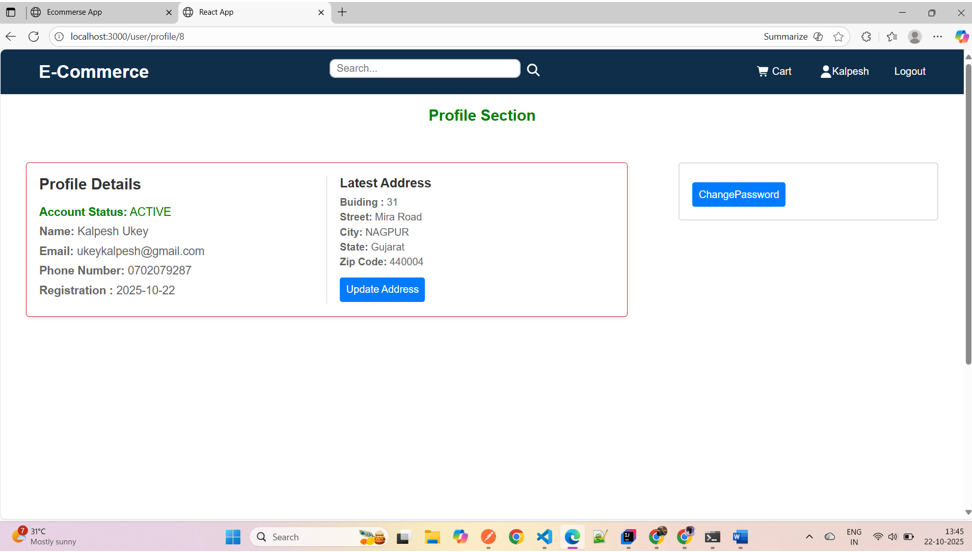 Ecommerse App
React App
localhost:3000/user/profile/8
Summarize
E-Commerce
Search...
Cart
Kalpesh
Logout
Profile Section
Profile Details
Account Status: ACTIVE
Name: Kalpesh Ukey
Email: ukeykalpesh@gmail.com
Phone Number: 0702079287
Registration : 2025-10-22
Latest Address
Buiding : 31
Street: Mira Road
City: NAGPUR
State: Gujarat
Zip Code: 440004
Update Address
ChangePassword
7
31°C
Mostly sunny
Search
ENG
IN
13:45
22-10-2025